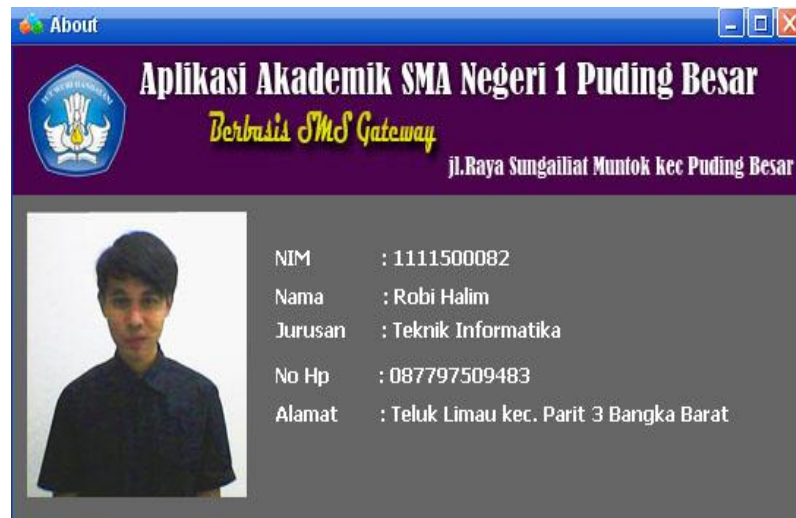 About
Aplikasi Akademik SMA Negeri 1 Puding Besar
Berbasis SMS Gateway
jl.Raya Sungailiat Muntok kec Puding Besar
NIM : 1111500082
Nama : Robi Halim
Jurusan : Teknik Informatika
No Hp : 087797509483
Alamat : Teluk Limau kec. Parit 3 Bangka Barat